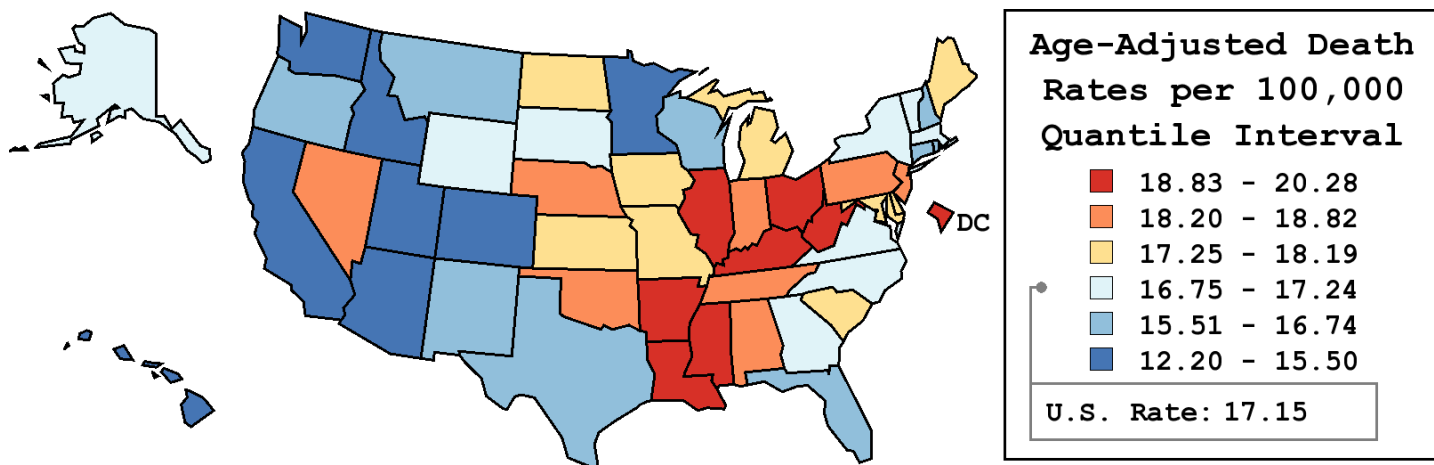 Age-Adjusted Death
Rates per 100,000
Quantile Interval
18.83 - 20.28
18.20 - 18.82
DC
17.25 - 18.19
16.75 - 17.24
15.51 - 16.74
12.20 - 15.50
U.S. Rate: 17.15